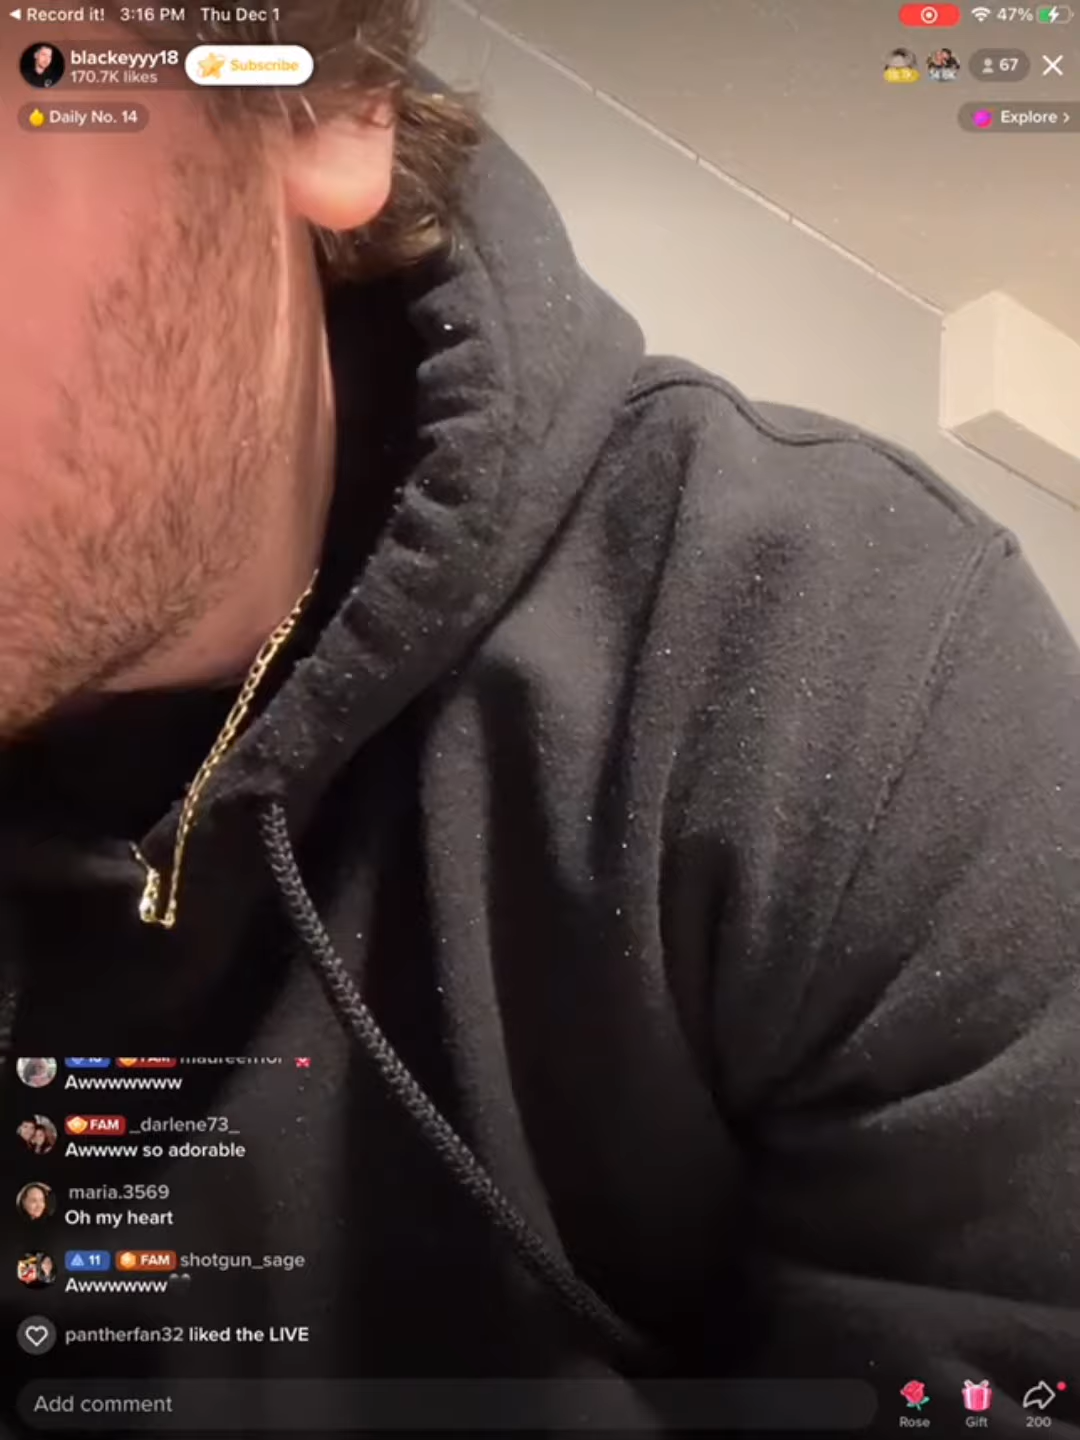 ◀ Record it! 3:16 PM Thu Dec 1 47%
blackeyyy18
170.7K likes
Subscribe
67
Daily No. 14
Explore >
FAM
Awwwwwww
FAM _darlene73_
Awwww so adorable
maria.3569
Oh my heart
11 FAM shotgun_sage
Awwwwww
pantherfan32 liked the LIVE
Add comment
Rose Gift 200